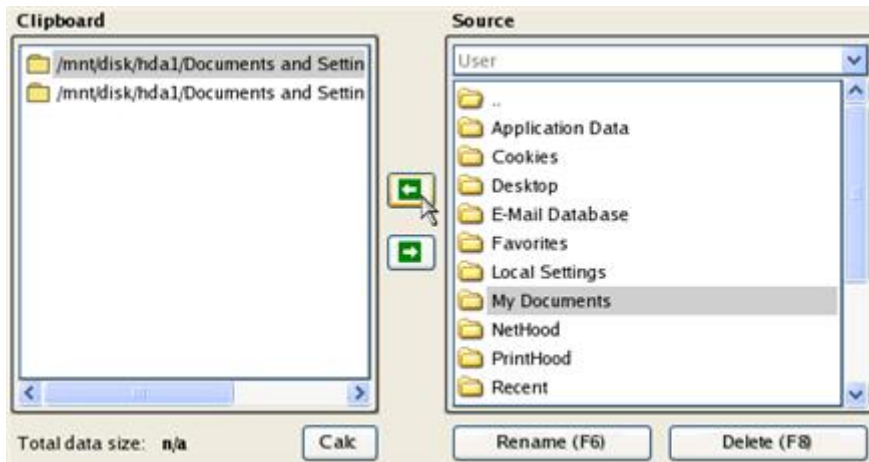 Clipboard
/mnt/disk/hda1/Documents and Settin
/mnt/disk/hda1/Documents and Settin
Total data size: n/a
Calc
Source
User
..
Application Data
Cookies
Desktop
E-Mail Database
Favorites
Local Settings
My Documents
NetHood
PrintHood
Recent
Rename (F6)
Delete (F8)